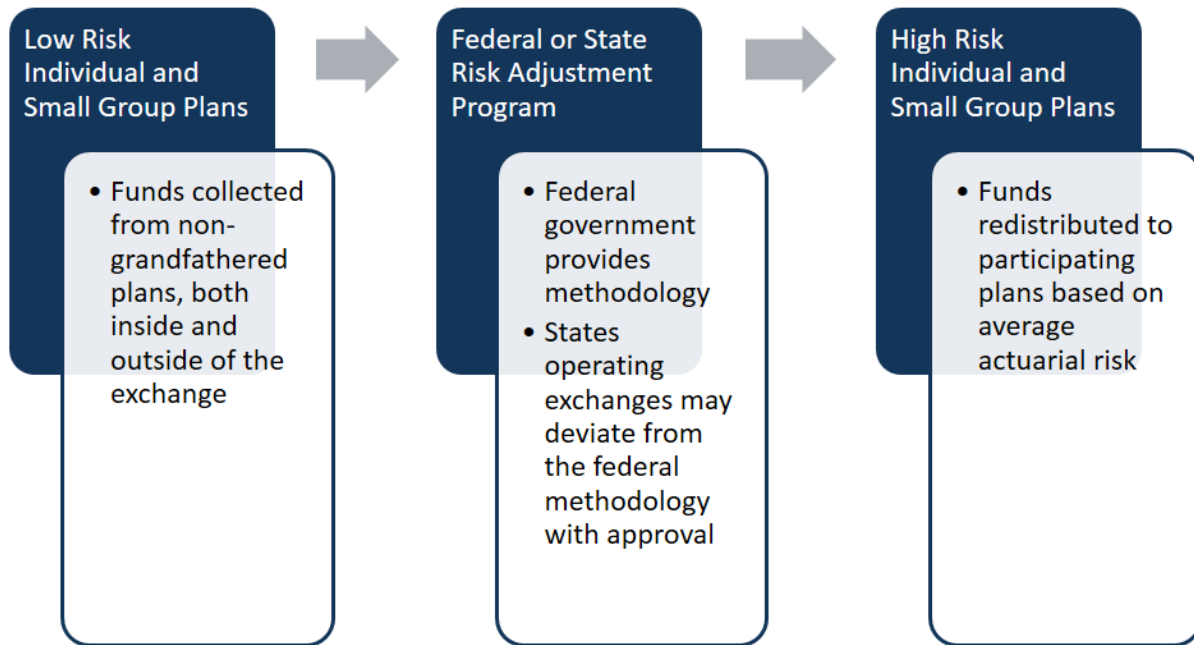 Low Risk
Individual and
Small Group Plans
• Funds collected
from non-
grandfathered
plans, both
inside and
outside of the
exchange
Federal or State
Risk Adjustment
Program
• Federal
government
provides
methodology
• States
operating
exchanges may
deviate from
the federal
methodology
with approval
High Risk
Individual and
Small Group Plans
• Funds
redistributed to
participating
plans based on
average
actuarial risk